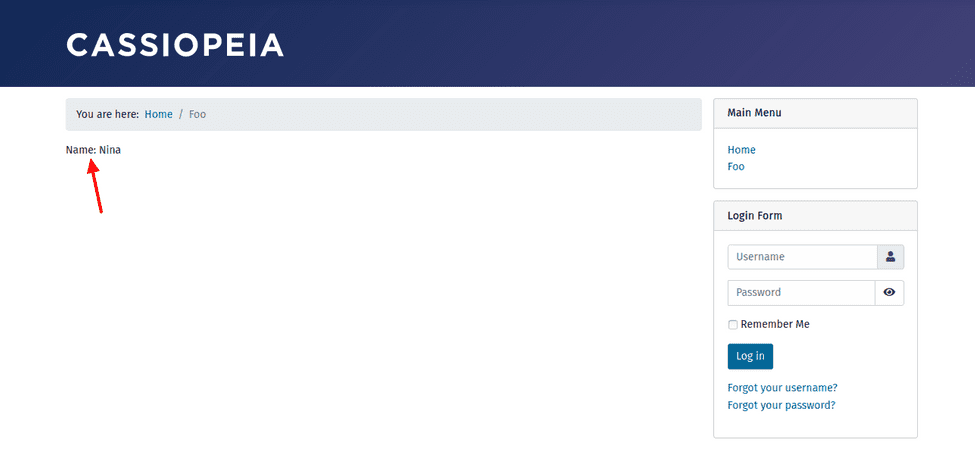 CASSIOPEIA
You are here: Home / Foo
Name: Nina
Main Menu
Home
Foo
Login Form
Username
Password
Remember Me
Log in
Forgot your username?
Forgot your password?